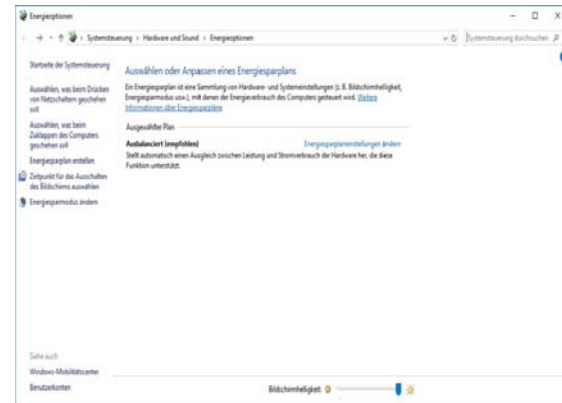 Energieoptionen
Systemsteuerung › Hardware und Sound › Energieoptionen
Systemsteuerung durchsuchen
Startseite der Systemsteuerung
Auswählen, was beim Drücken
von Netzschaltern geschehen
soll
Auswählen, was beim
Zuklappen des Computers
geschehen soll
Energiesparplan erstellen
Zeitpunkt für das Ausschalten
des Bildschirms auswählen
Energiesparmodus ändern
Auswählen oder Anpassen eines Energiesparplans
Ein Energiesparplan ist eine Sammlung von Hardware- und Systemeinstellungen (z. B. Bildschirmhelligkeit,
Energiesparmodus usw.), mit denen der Energieverbrauch des Computers gesteuert wird. Weitere
Informationen über Energiesparpläne
Ausgewählter Plan
Ausbalanciert (empfohlen) Energiesparplaneinstellungen ändern
Stellt automatisch einen Ausgleich zwischen Leistung und Stromverbrauch der Hardware her, die diese
Funktion unterstützt.
Siehe auch
Windows-Mobilitätscenter
Benutzerkonten
Bildschirmhelligkeit: